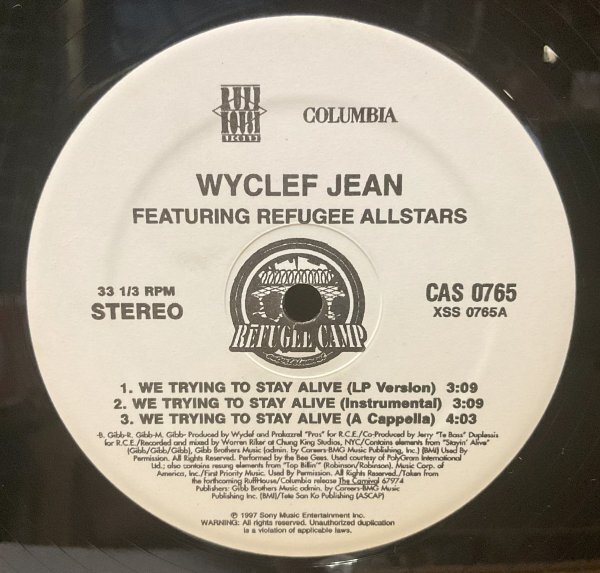 RUFF
HOUSE
RECORDS
COLUMBIA
WYCLEF JEAN
FEATURING REFUGEE ALLSTARS
33 1/3 RPM
STEREO
CAS 0765
XSS 0765A
REFUGEE CAMP
entertainment
1. WE TRYING TO STAY ALIVE (LP Version) 3:09
2. WE TRYING TO STAY ALIVE (Instrumental) 3:09
3. WE TRYING TO STAY ALIVE (A Cappella) 4:03
-B. Gibb-R. Gibb-M. Gibb- Produced by Wyclef and Prakazrel "Pras" for R.C.E./Co-Produced by Jerry "Te Bass" Duplessis
for R.C.E./Recorded and mixed by Warren Riker at Chung King Studios, NYC/Contains elements from "Stayin' Alive"
(Gibb/Gibb/Gibb), Gibb Brothers Music (admin. by Careers-BMG Music Publishing, Inc.) (BMI) Used By
Permission. All Rights Reserved. Performed by the Bee Gees. Used courtesy of PolyGram International
Ltd.; also contains resung elements from "Top Billin'" (Robinson/Robinson). Music Corp. of
America, Inc./First Priority Music. Used By Permission. All Rights Reserved./Taken from
the forthcoming RuffHouse/Columbia release The Carnival 67974
Publishers: Gibb Brothers Music admin. by Careers-BMG Music
Publishing Inc. (BMI)/Tete San Ko Publishing (ASCAP)
℗ 1997 Sony Music Entertainment Inc.
WARNING: All rights reserved. Unauthorized duplication
is a violation of applicable laws.